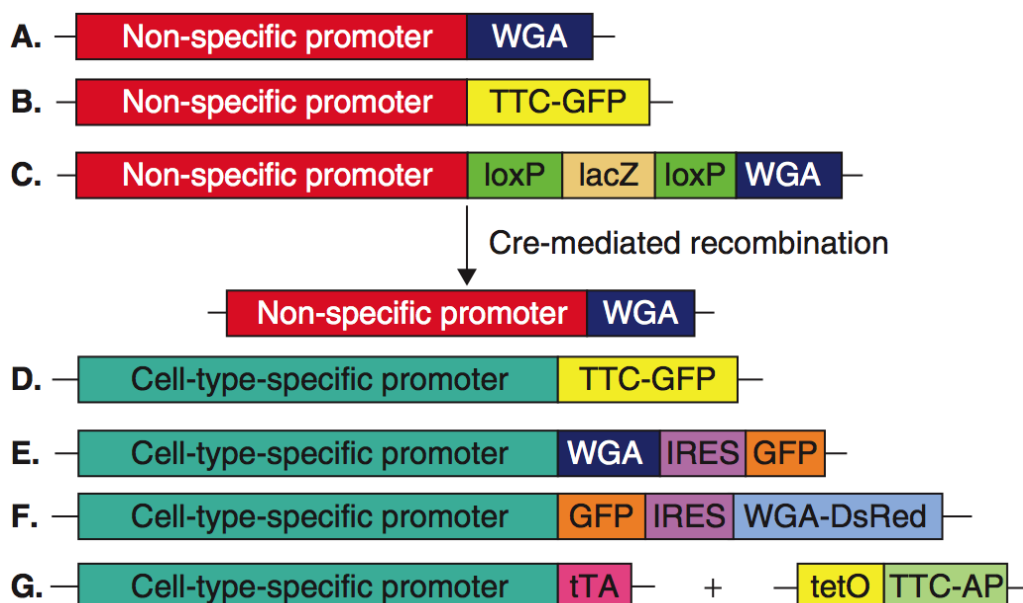 A. Non-specific promoter WGA
B. Non-specific promoter TTC-GFP
C. Non-specific promoter loxP lacZ loxP WGA
Cre-mediated recombination
Non-specific promoter WGA
D. Cell-type-specific promoter TTC-GFP
E. Cell-type-specific promoter WGA IRES GFP
F. Cell-type-specific promoter GFP IRES WGA-DsRed
G. Cell-type-specific promoter tTA + tetO TTC-AP